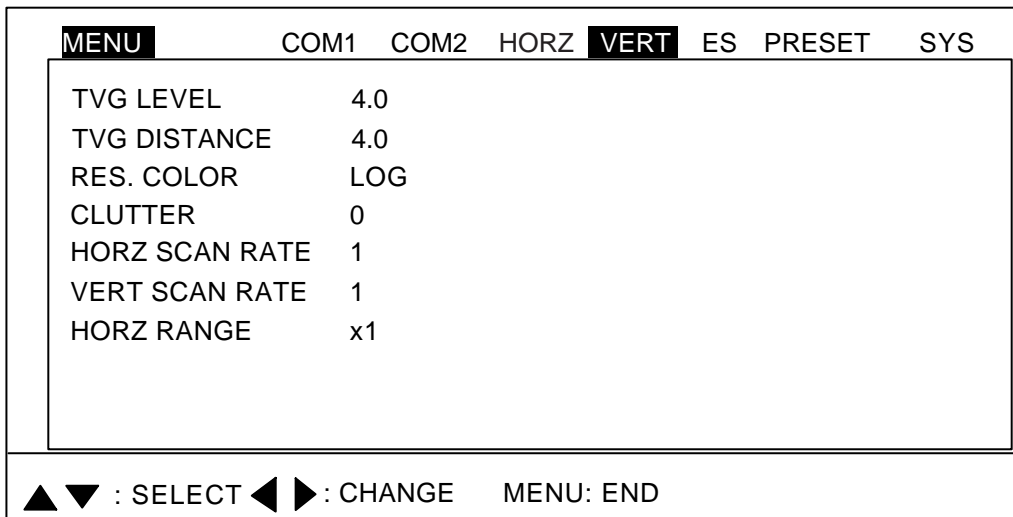 MENU COM1 COM2 HORZ VERT ES PRESET SYS
TVG LEVEL 4.0
TVG DISTANCE 4.0
RES. COLOR LOG
CLUTTER 0
HORZ SCAN RATE 1
VERT SCAN RATE 1
HORZ RANGE x1
▲ ▼ : SELECT ◀ ▶ : CHANGE MENU: END